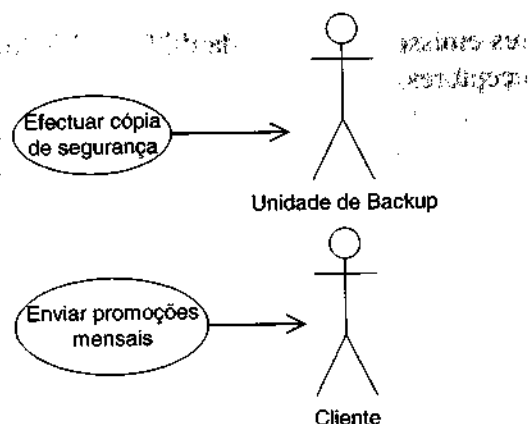 Efectuar cópia
de segurança
Unidade de Backup
Enviar promoções
mensais
Cliente